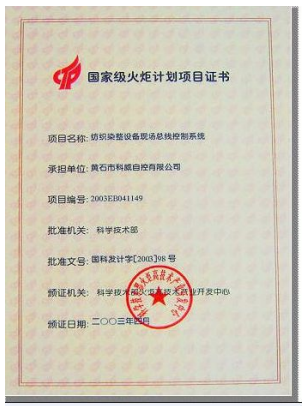 国家级火炬计划项目证书
项目名称: 纺织染整设备现场总线控制系统
承担单位: 黄石市科威自控有限公司
项目编号: 2003EB041149
批准机关: 科学技术部
批准文号: 国科发计字[2003]98号
颁证机关: 科学技术部火炬高技术产业开发中心
颁证日期: 二〇〇三年四月